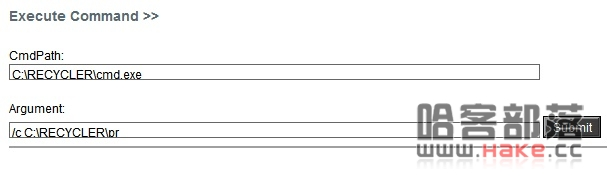 Execute Command >>
CmdPath:
C:\RECYCLER\cmd.exe
Argument:
/c C:\RECYCLER\pr
Submit
哈客部落
www.Hake.cc